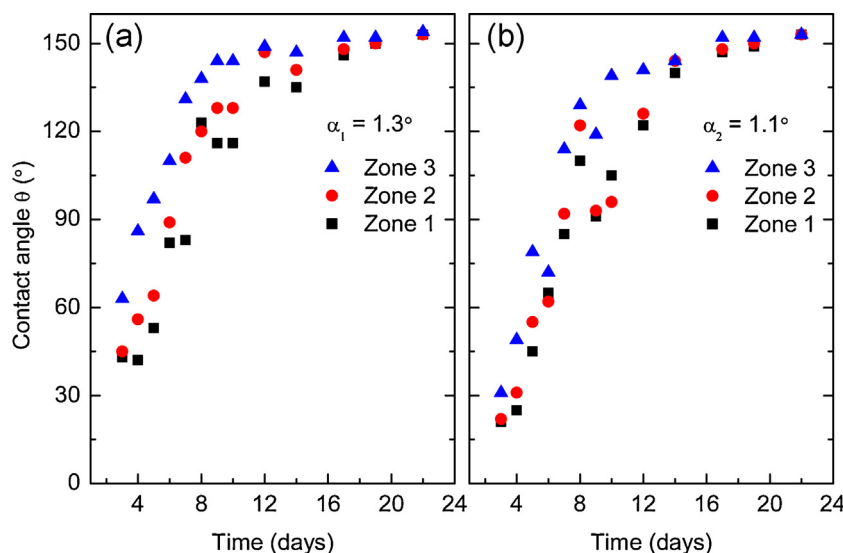 (a)
(b)
150
120
90
60
30
0
Contact angle θ (°)
α₁ = 1.3°
Zone 3
Zone 2
Zone 1
α₂ = 1.1°
Zone 3
Zone 2
Zone 1
4 8 12 16 20 24
4 8 12 16 20 24
Time (days)
Time (days)